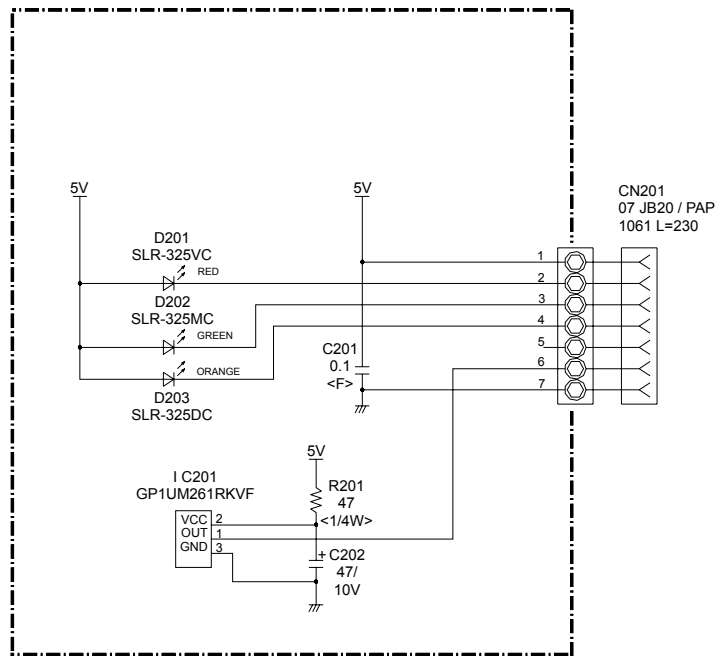 5V
5V
CN201
07 JB20 / PAP
1061 L=230
D201
SLR-325VC
RED
1
2
D202
SLR-325MC
GREEN
3
4
ORANGE
D203
SLR-325DC
C201
0.1
<F>
5
6
7
5V
I C201
GP1UM261RKVF
R201
47
<1/4W>
VCC 2
OUT 1
GND 3
+ C202
47/
10V